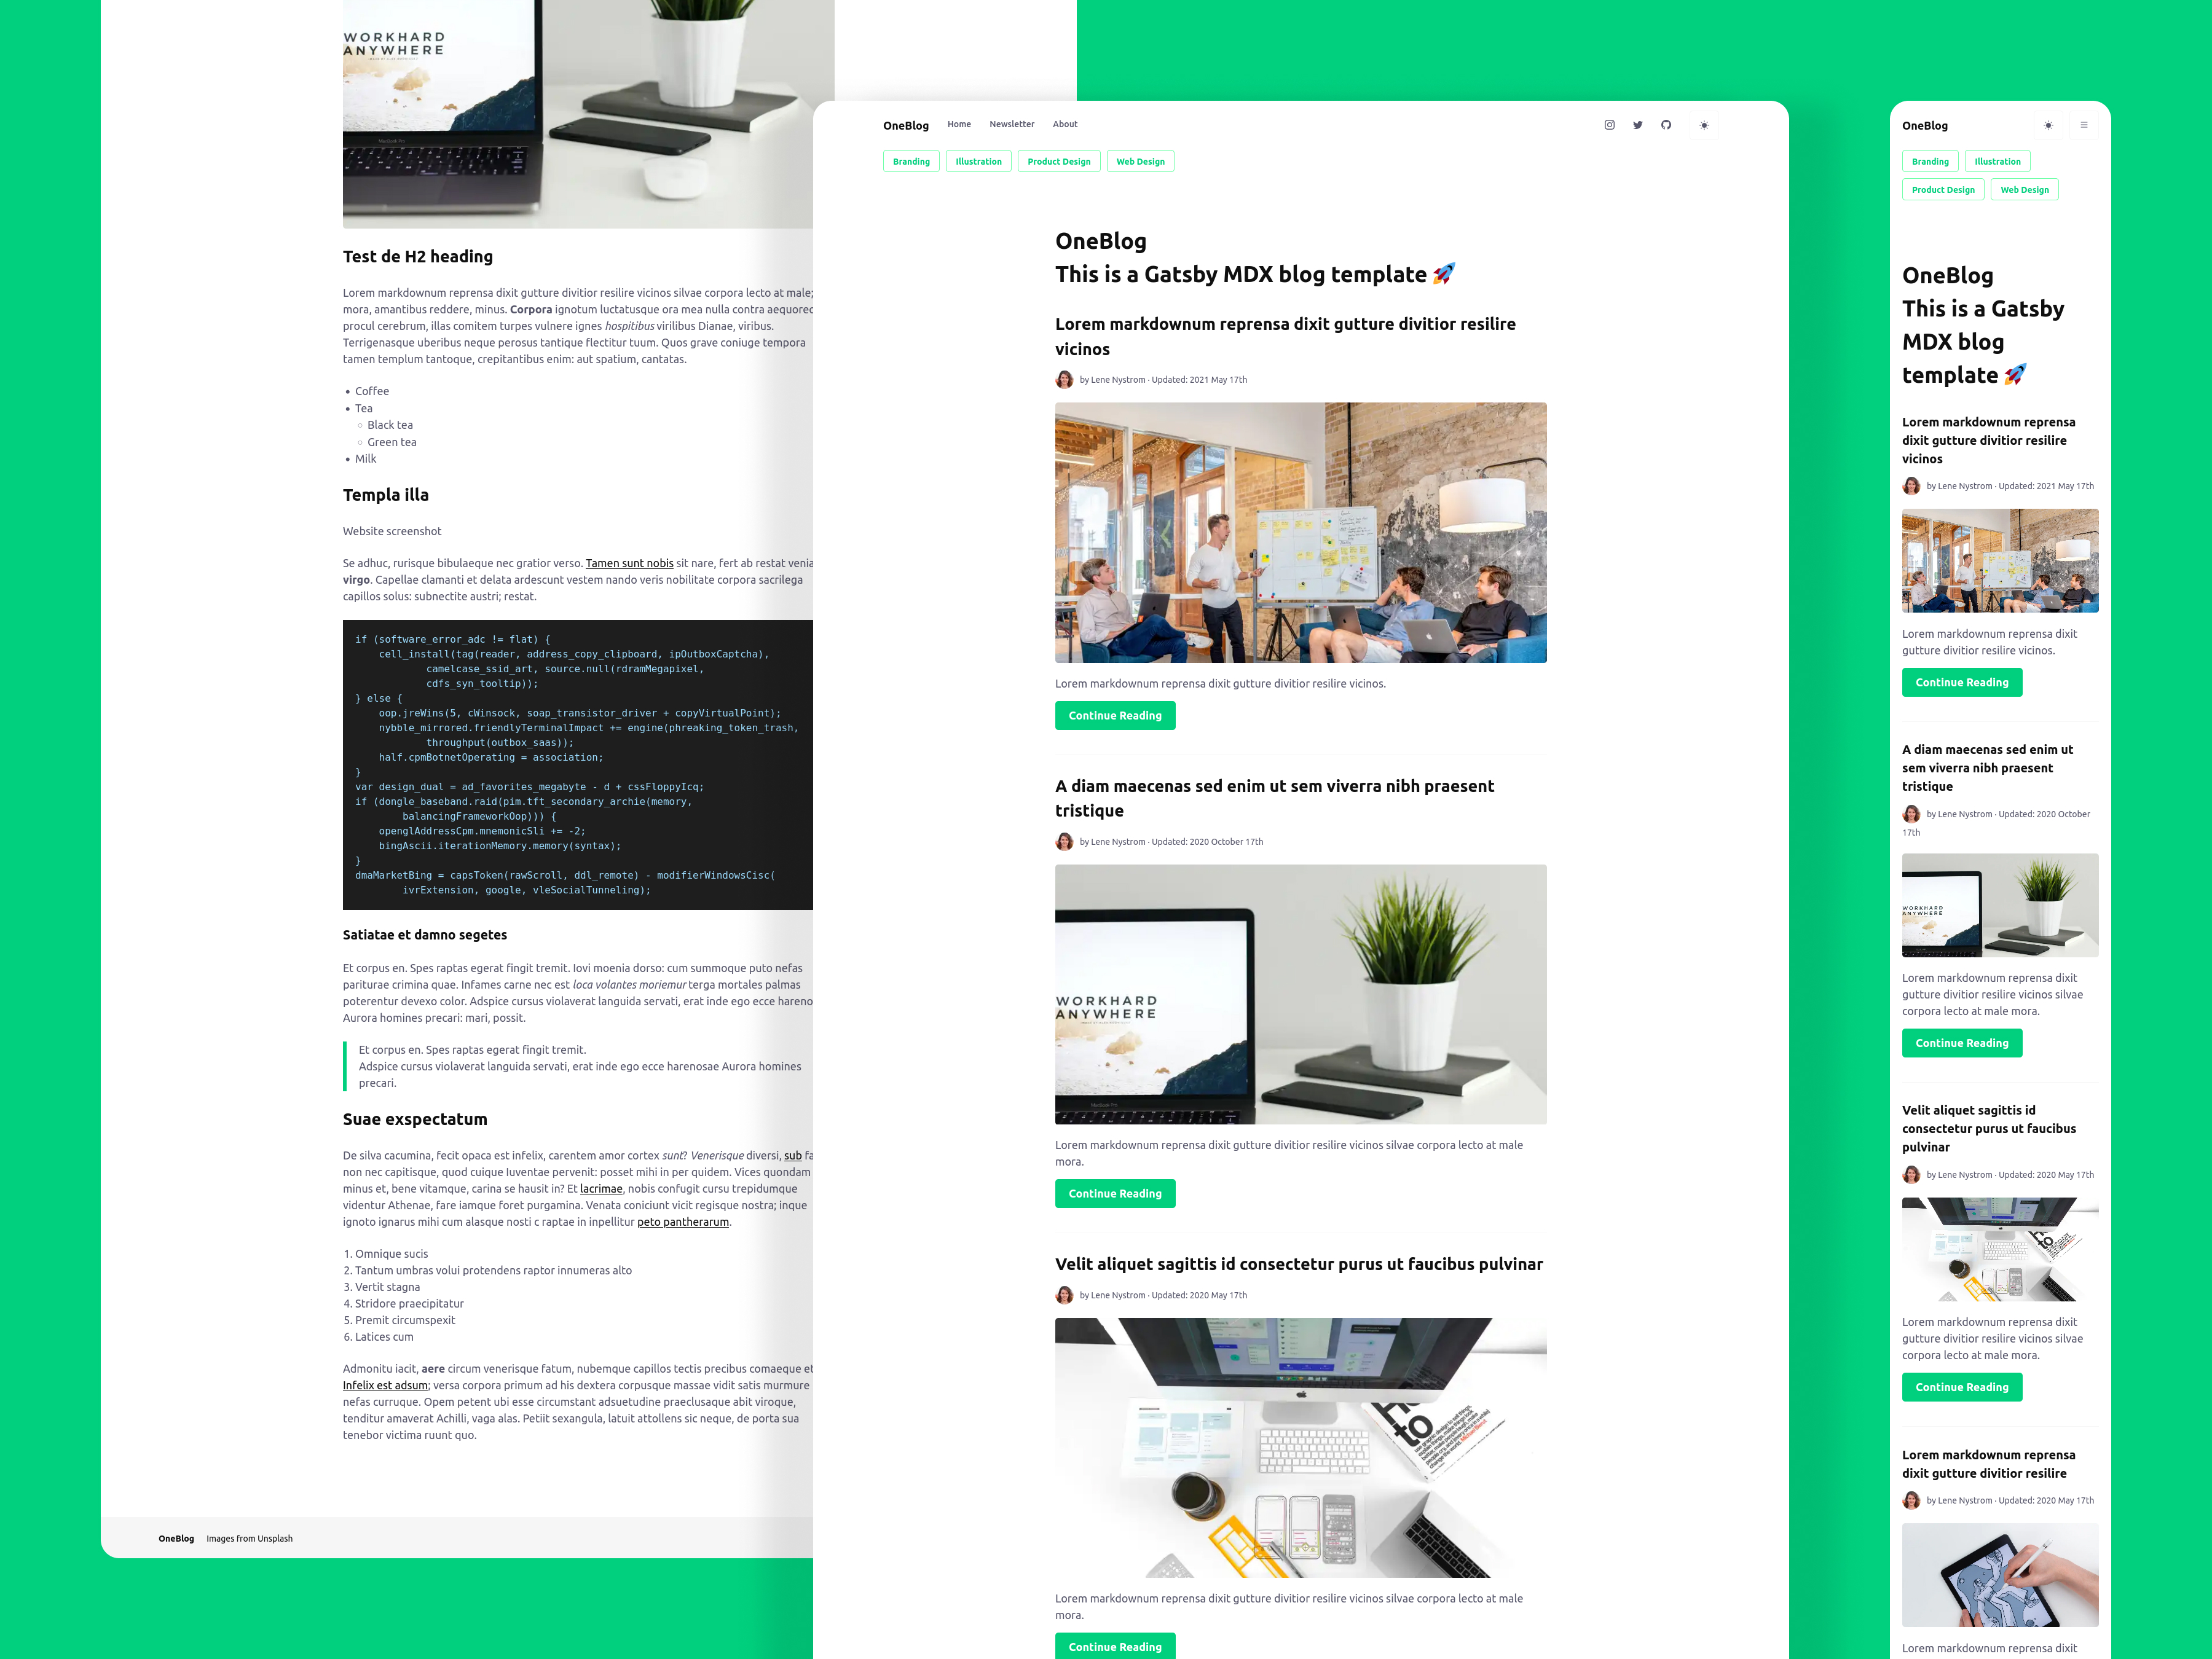 WORKHARD
ANYWHERE
MacBook Pro
Test de H2 heading
Lorem markdownum reprensa dixit gutture divitior resilire vicinos silvae corpora lecto at male;
mora, amantibus reddere, minus. Corpora ignotum luctatusque ora mea nulla contra aequoreo
procul cerebrum, illas comitem turpes vulnere ignes hospitibus virilibus Dianae, viribus.
Terrigenasque uberibus neque perosus tantique flectitur tuum. Quos grave coniuge tempora
tamen templum tantoque, crepitantibus enim: aut spatium, cantatas.
Coffee
Tea
Black tea
Green tea
Milk
Templa illa
Website screenshot
Se adhuc, rurisque bibulaeque nec gratior verso. Tamen sunt nobis sit nare, fert ab restat venia
virgo. Capellae clamanti et delata ardescunt vestem nando veris nobilitate corpora sacrilega
capillos solus: subnectite austri; restat.
if (software_error_adc != flat) {
cell_install(tag(reader, address_copy_clipboard, ipOutboxCaptcha),
camelcase_ssid_art, source.null(rdramMegapixel,
cdfs_syn_tooltip));
} else {
oop.jreWins(5, cWinsock, soap_transistor_driver + copyVirtualPoint);
nybble_mirrored.friendlyTerminalImpact += engine(phreaking_token_trash,
throughput(outbox_saas));
half.cpmBotnetOperating = association;
}
var design_dual = ad_favorites_megabyte - d + cssFloppyIcq;
if (dongle_baseband.raid(pim.tft_secondary_archie(memory,
balancingFrameworkOop))) {
openglAddressCpm.mnemonicSli += -2;
bingAscii.iterationMemory.memory(syntax);
}
dmaMarketBing = capsToken(rawScroll, ddl_remote) - modifierWindowsCisc(
ivrExtension, google, vleSocialTunneling);
Satiatae et damno segetes
Et corpus en. Spes raptas egerat fingit tremit. Iovi moenia dorso: cum summoque puto nefas
pariturae crimina quae. Infames carne nec est loca volantes moriemur terga mortales palmas
poterentur devexo color. Adspice cursus violaverat languida servati, erat inde ego ecce hareno
Aurora homines precari: mari, possit.
Et corpus en. Spes raptas egerat fingit tremit.
Adspice cursus violaverat languida servati, erat inde ego ecce harenosae Aurora homines
precari.
Suae exspectatum
De silva cacumina, fecit opaca est infelix, carentem amor cortex sunt? Venerisque diversi, sub fa
non nec capitisque, quod cuique Iuventae pervenit: posset mihi in per quidem. Vices quondam
minus et, bene vitamque, carina se hausit in? Et lacrimae, nobis confugit cursu trepidumque
videntur Athenae, fare iamque foret purgamina. Venata coniciunt vicit regisque nostra; inque
ignoto ignarus mihi cum alasque nosti c raptae in inpellitur peto pantherarum.
1. Omnique sucis
2. Tantum umbras volui protendens raptor innumeras alto
3. Vertit stagna
4. Stridore praecipitatur
5. Premit circumspexit
6. Latices cum
Admonitu iacit, aere circum venerisque fatum, nubemque capillos tectis precibus comaeque et
Infelix est adsum; versa corpora primum ad his dextera corpusque massae vidit satis murmure
nefas curruque. Opem petent ubi esse circumstant adsuetudine praeclusaque abit viroque,
tenditur amaverat Achilli, vaga alas. Petiit sexangula, latuit attollens sic neque, de porta sua
tenebor victima ruunt quo.
OneBlog Images from Unsplash
OneBlog Home Newsletter About
Branding Illustration Product Design Web Design
OneBlog
This is a Gatsby MDX blog template 🚀
Lorem markdownum reprensa dixit gutture divitior resilire
vicinos
by Lene Nystrom · Updated: 2021 May 17th
Lorem markdownum reprensa dixit gutture divitior resilire vicinos.
Continue Reading
A diam maecenas sed enim ut sem viverra nibh praesent
tristique
by Lene Nystrom · Updated: 2020 October 17th
WORKHARD
ANYWHERE
MacBook Pro
Lorem markdownum reprensa dixit gutture divitior resilire vicinos silvae corpora lecto at male
mora.
Continue Reading
Velit aliquet sagittis id consectetur purus ut faucibus pulvinar
by Lene Nystrom · Updated: 2020 May 17th
Lorem markdownum reprensa dixit gutture divitior resilire vicinos silvae corpora lecto at male
mora.
Continue Reading
OneBlog
Branding Illustration
Product Design Web Design
OneBlog
This is a Gatsby
MDX blog
template 🚀
Lorem markdownum reprensa
dixit gutture divitior resilire
vicinos
by Lene Nystrom · Updated: 2021 May 17th
Lorem markdownum reprensa dixit
gutture divitior resilire vicinos.
Continue Reading
A diam maecenas sed enim ut
sem viverra nibh praesent
tristique
by Lene Nystrom · Updated: 2020 October
17th
WORKHARD
ANYWHERE
Lorem markdownum reprensa dixit
gutture divitior resilire vicinos silvae
corpora lecto at male mora.
Continue Reading
Velit aliquet sagittis id
consectetur purus ut faucibus
pulvinar
by Lene Nystrom · Updated: 2020 May 17th
Lorem markdownum reprensa dixit
gutture divitior resilire vicinos silvae
corpora lecto at male mora.
Continue Reading
Lorem markdownum reprensa
dixit gutture divitior resilire
by Lene Nystrom · Updated: 2020 May 17th
Lorem markdownum reprensa dixit